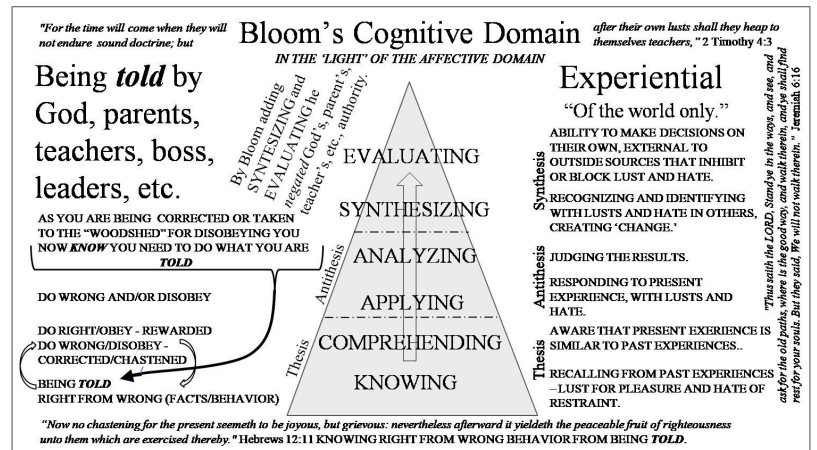 "For the time will come when they will
not endure sound doctrine; but
Bloom's Cognitive Domain
after their own lusts shall they heap to
themselves teachers," 2 Timothy 4:3
IN THE 'LIGHT' OF THE AFFECTIVE DOMAIN
Being told by
God, parents,
teachers, boss,
leaders, etc.
By Bloom adding
SYNTESIZING and
EVALUATING he
negated God's, parent's,
teacher's, etc., authority.
AS YOU ARE BEING CORRECTED OR TAKEN
TO THE "WOODSHED" FOR DISOBEYING YOU
NOW KNOW YOU NEED TO DO WHAT YOU ARE
TOLD
DO WRONG AND/OR DISOBEY
DO RIGHT/OBEY - REWARDED
DO WRONG/DISOBEY -
CORRECTED/CHASTENED
BEING TOLD
RIGHT FROM WRONG (FACTS/BEHAVIOR)
EVALUATING
SYNTHESIZING
Antithesis
ANALYZING
APPLYING
Thesis
COMPREHENDING
KNOWING
Experiential
"Of the world only."
Synthesis
ABILITY TO MAKE DECISIONS ON
THEIR OWN, EXTERNAL TO
OUTSIDE SOURCES THAT INHIBIT
OR BLOCK LUST AND HATE.
RECOGNIZING AND IDENTIFYING
WITH LUSTS AND HATE IN OTHERS,
CREATING 'CHANGE.'
Antithesis
JUDGING THE RESULTS.
RESPONDING TO PRESENT
EXPERIENCE, WITH LUSTS AND
HATE.
Thesis
AWARE THAT PRESENT EXERIENCE IS
SIMILAR TO PAST EXPERIENCES..
RECALLING FROM PAST EXPERIENCES
–LUST FOR PLEASURE AND HATE OF
RESTRAINT.
"Thus saith the LORD, Stand ye in the ways, and see, and
ask for the old paths, where is the good way, and walk therein, and ye shall find
rest for your souls. But they said, We will not walk therein." Jeremiah 6:16
"Now no chastening for the present seemeth to be joyous, but grievous: nevertheless afterward it yieldeth the peaceable fruit of righteousness
unto them which are exercised thereby." Hebrews 12:11 KNOWING RIGHT FROM WRONG BEHAVIOR FROM BEING TOLD.